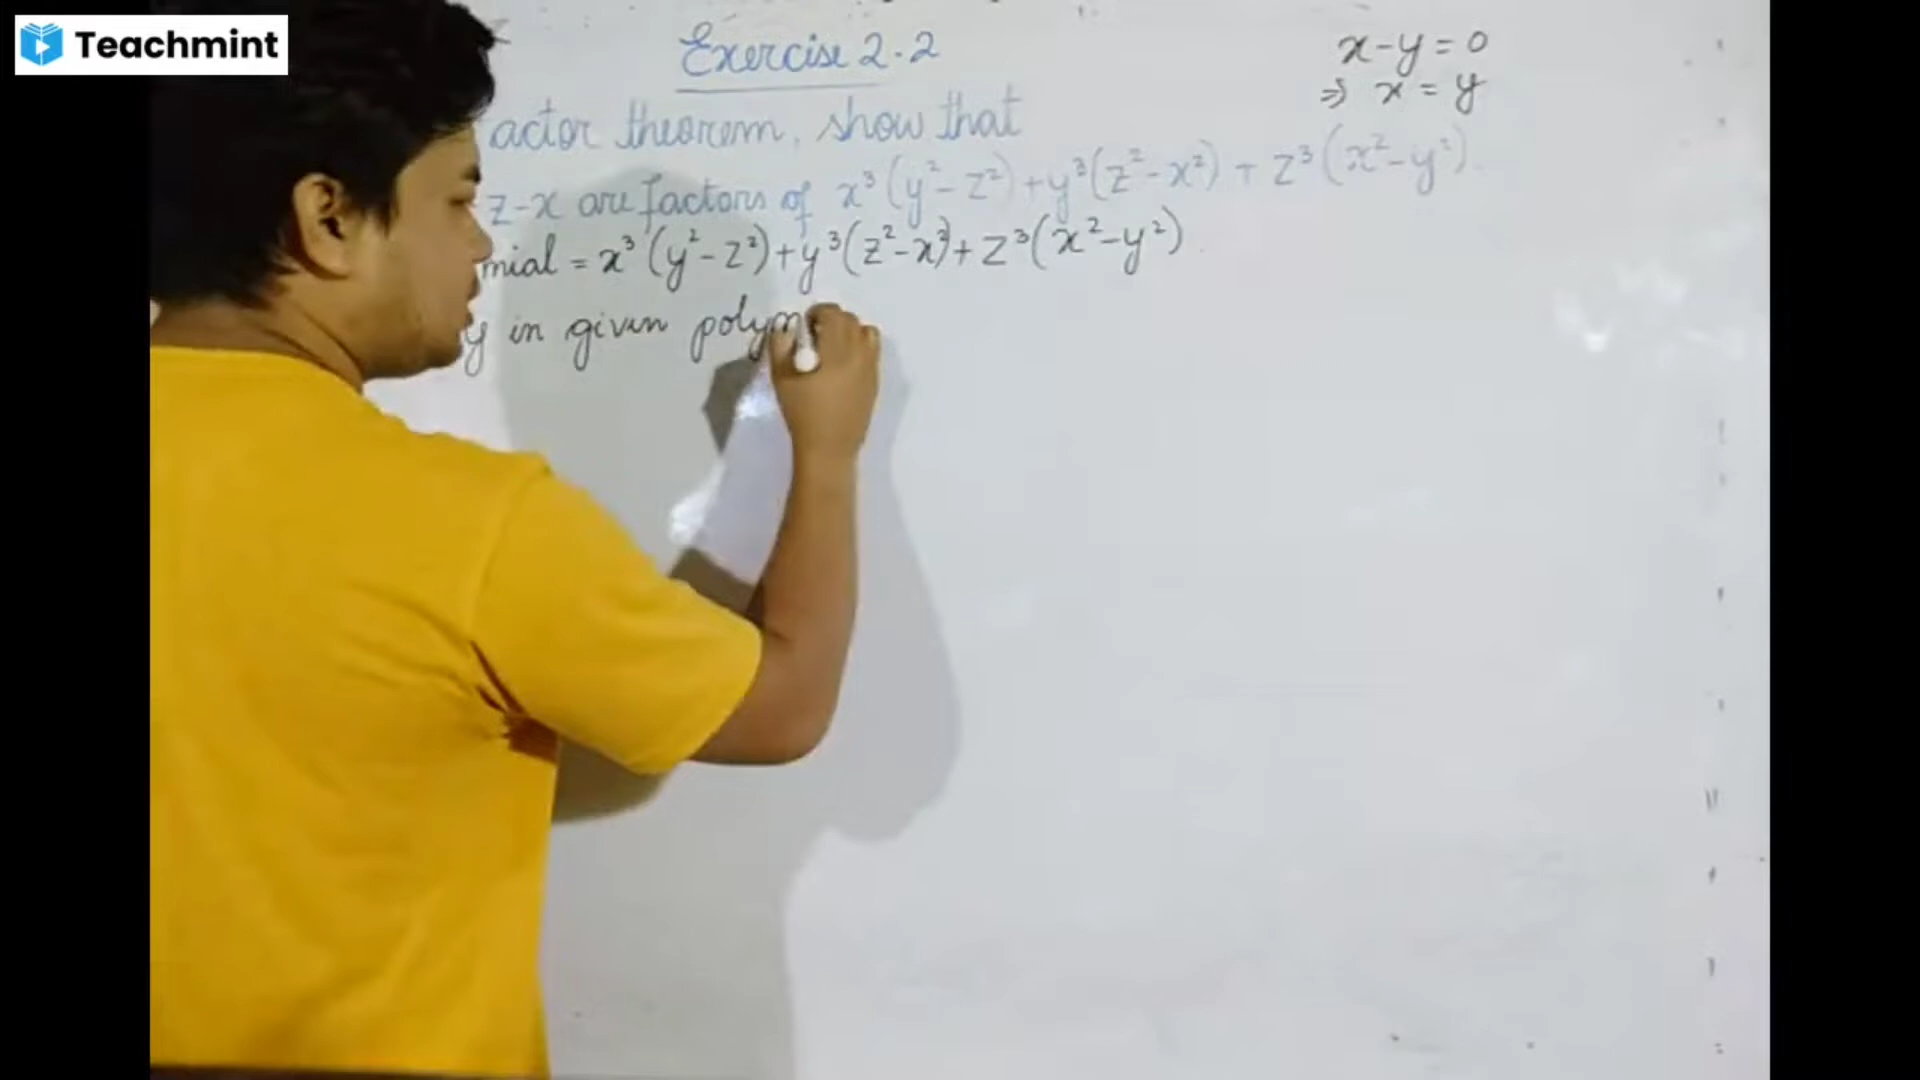 Teachmint
Exercise 2.2
x-y=0
⇒ x = y
actor theorem, show that
z-x are factors of x³(y²-z²)+y³(z²-x²)+z³(x²-y²).
mial = x³(y²-z²)+y³(z²-x²)+z³(x²-y²)
y in given polyn